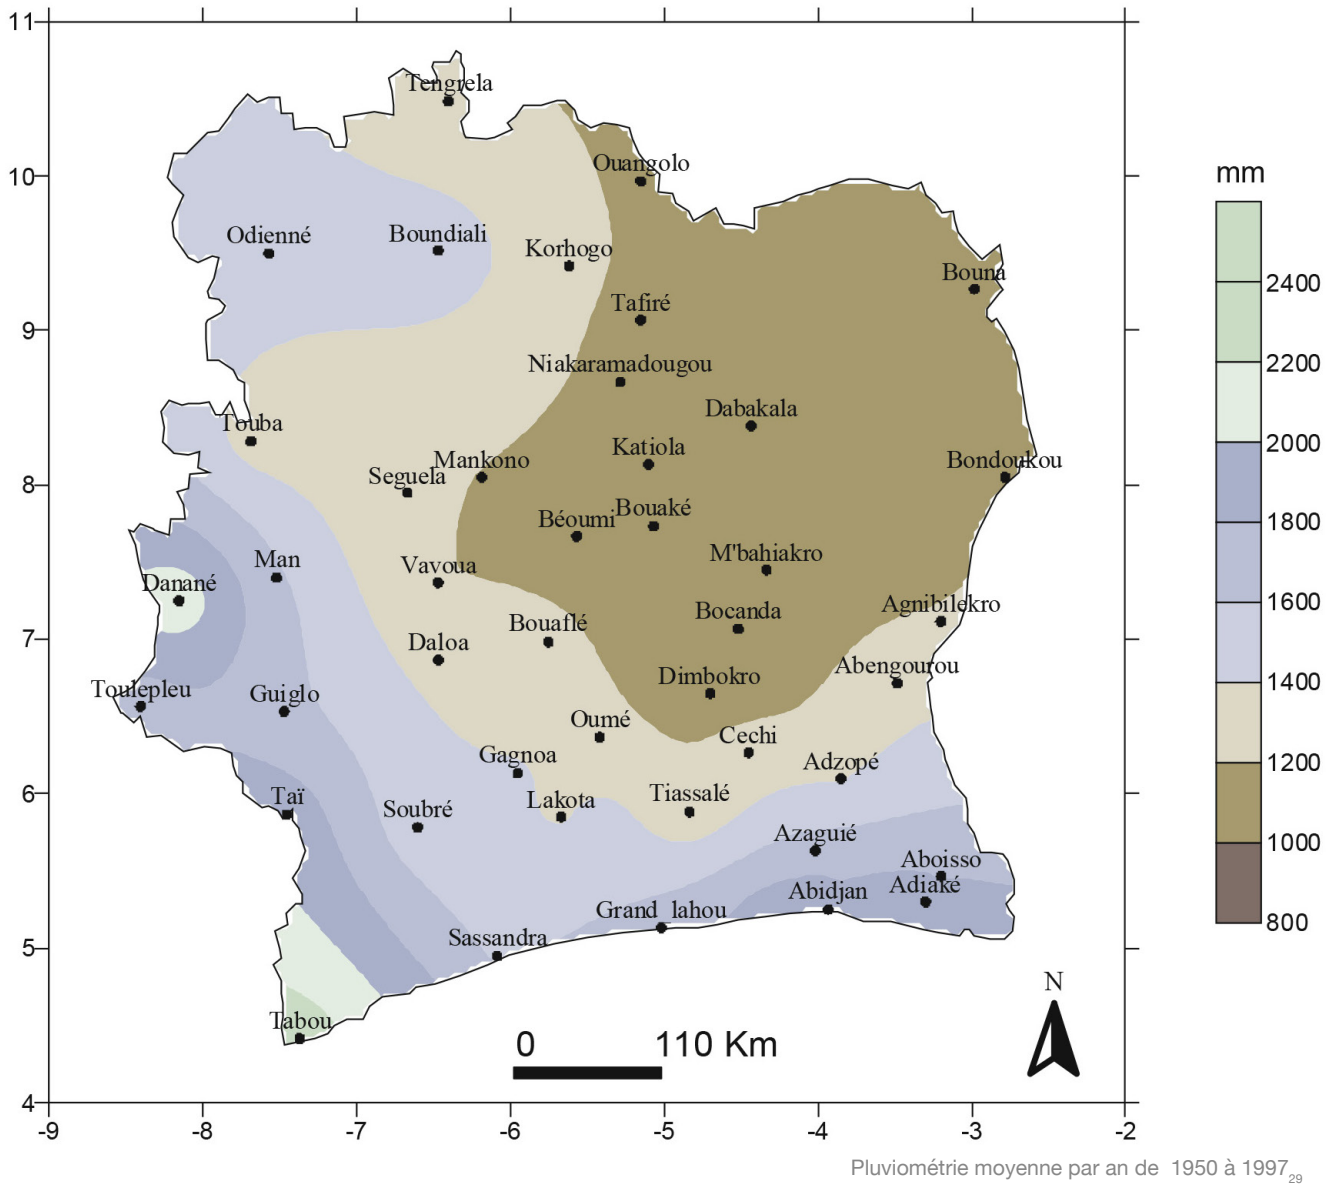 11
Tengrela
10
Ouangolo
mm
Odienné
Boundiali
Korhogo
Bouna
2400
Tafiré
9
2200
Niakaramadougou
Dabakala
Touba
Katiola
2000
Mankono
Bondoukou
Seguela
8
Bouaké
Béoumi
1800
M'bahiakro
Man
Vavoua
Danané
1600
Agnibilekro
Bocanda
Bouaflé
7
Daloa
Abengourou
Dimbokro
1400
Toulepleu
Guiglo
Oumé
Cechi
Gagnoa
Adzopé
1200
6
Taï
Lakota
Tiassalé
Soubré
Azaguié
1000
Aboisso
Adiaké
Abidjan
Grand_lahou
800
Sassandra
5
N
Tabou
0 110 Km
4
-9 -8 -7 -6 -5 -4 -3 -2
Pluviométrie moyenne par an de 1950 à 1997 29